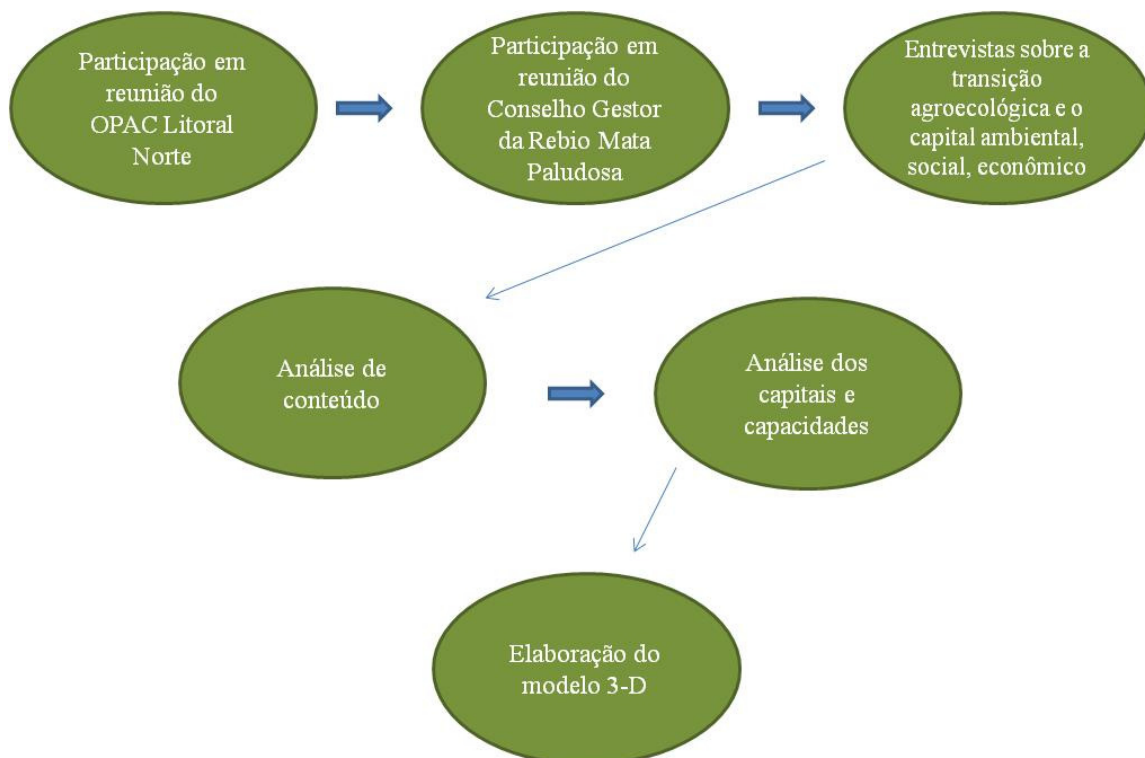 Participação em
reunião do
OPAC Litoral
Norte
Participação em
reunião do
Conselho Gestor
da Rebio Mata
Paludosa
Entrevistas sobre a
transição
agroecológica e o
capital ambiental,
social, econômico
Análise de
conteúdo
Análise dos
capitais e
capacidades
Elaboração do
modelo 3-D